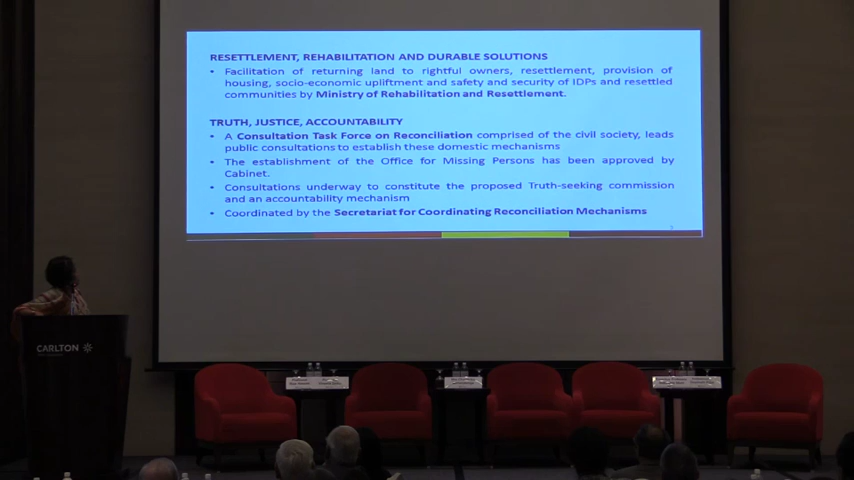 RESETTLEMENT, REHABILITATION AND DURABLE SOLUTIONS
• Facilitation of returning land to rightful owners, resettlement, provision of
housing, socio-economic upliftment and safety and security of IDPs and resettled
communities by Ministry of Rehabilitation and Resettlement.
TRUTH, JUSTICE, ACCOUNTABILITY
• A Consultation Task Force on Reconciliation comprised of the civil society, leads
public consultations to establish these domestic mechanisms
• The establishment of the Office for Missing Persons has been approved by
Cabinet.
• Consultations underway to constitute the proposed Truth-seeking commission
and an accountability mechanism
• Coordinated by the Secretariat for Coordinating Reconciliation Mechanisms
CARLTON